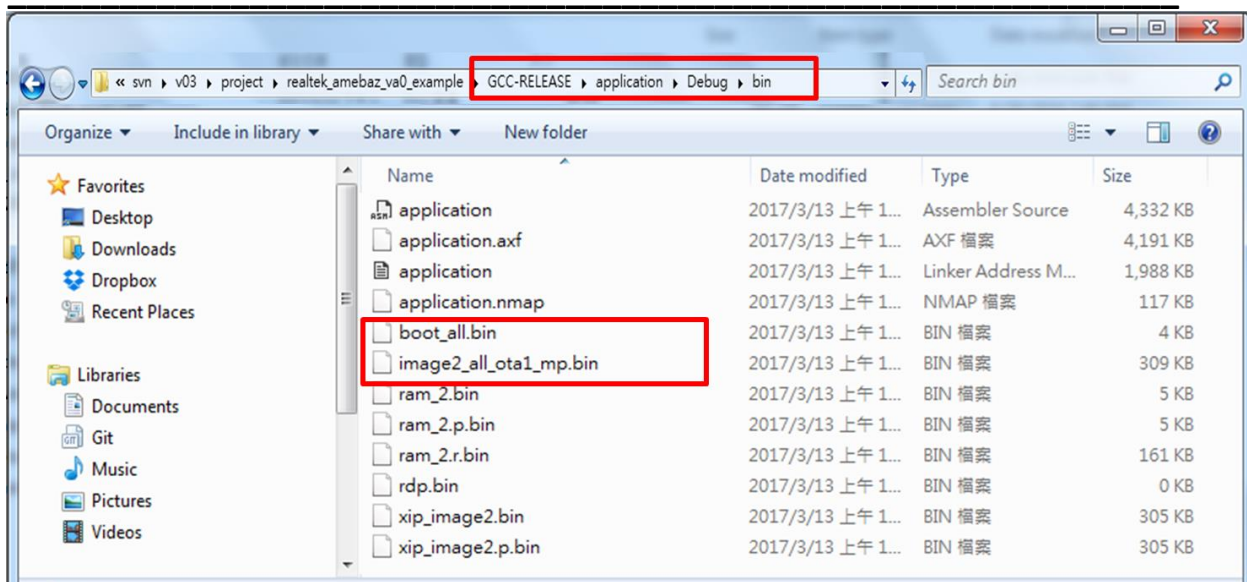 « svn ▸ v03 ▸ project ▸ realtek_amebaz_va0_example ▸ GCC-RELEASE ▸ application ▸ Debug ▸ bin Search bin
Organize Include in library Share with New folder
Favorites
Desktop
Downloads
Dropbox
Recent Places
Libraries
Documents
Git
Music
Pictures
Videos
Name Date modified Type Size
application 2017/3/13 上午 1... Assembler Source 4,332 KB
application.axf 2017/3/13 上午 1... AXF 檔案 4,191 KB
application 2017/3/13 上午 1... Linker Address M... 1,988 KB
application.nmap 2017/3/13 上午 1... NMAP 檔案 117 KB
boot_all.bin 2017/3/13 上午 1... BIN 檔案 4 KB
image2_all_ota1_mp.bin 2017/3/13 上午 1... BIN 檔案 309 KB
ram_2.bin 2017/3/13 上午 1... BIN 檔案 5 KB
ram_2.p.bin 2017/3/13 上午 1... BIN 檔案 5 KB
ram_2.r.bin 2017/3/13 上午 1... BIN 檔案 161 KB
rdp.bin 2017/3/13 上午 1... BIN 檔案 0 KB
xip_image2.bin 2017/3/13 上午 1... BIN 檔案 305 KB
xip_image2.p.bin 2017/3/13 上午 1... BIN 檔案 305 KB